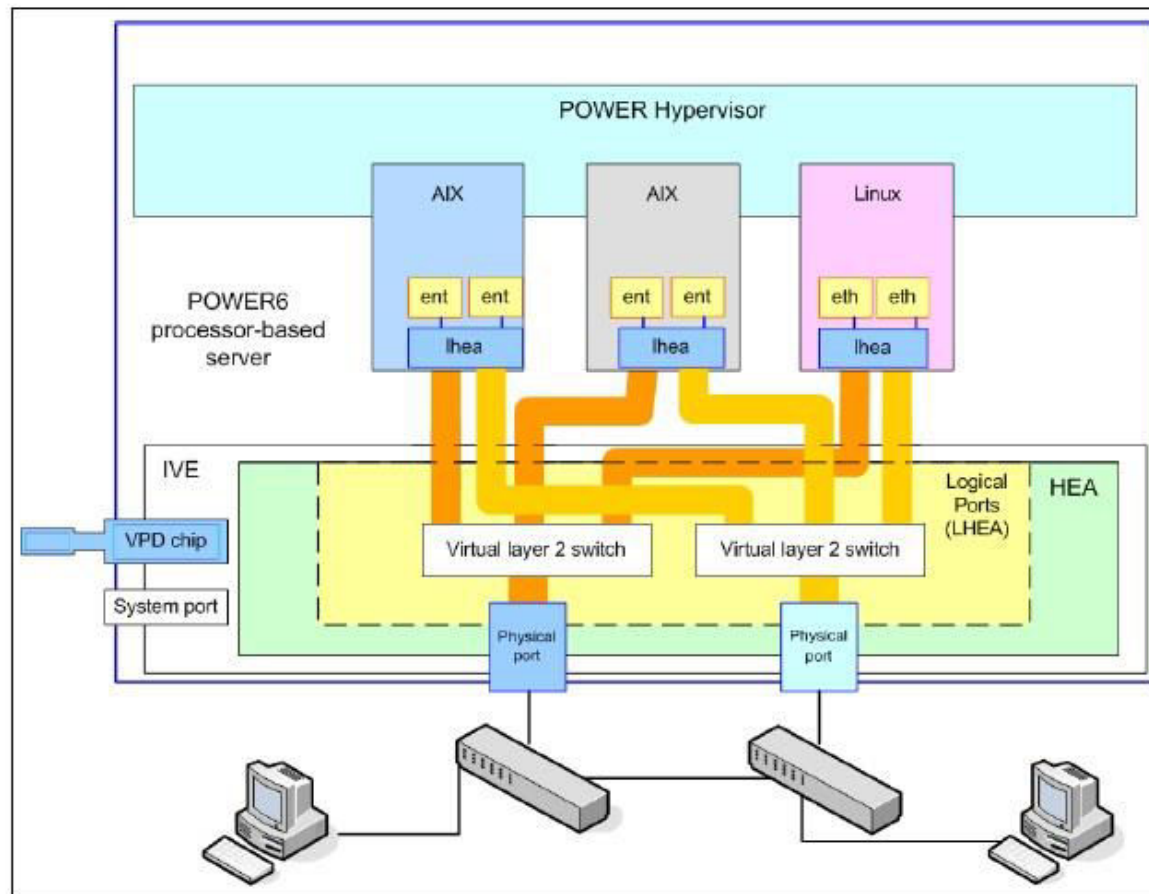 POWER Hypervisor
AIX
AIX
Linux
ent
ent
ent
ent
eth
eth
lhea
lhea
lhea
POWER6
processor-based
server
IVE
Logical
Ports
(LHEA)
HEA
VPD chip
Virtual layer 2 switch
Virtual layer 2 switch
System port
Physical
port
Physical
port